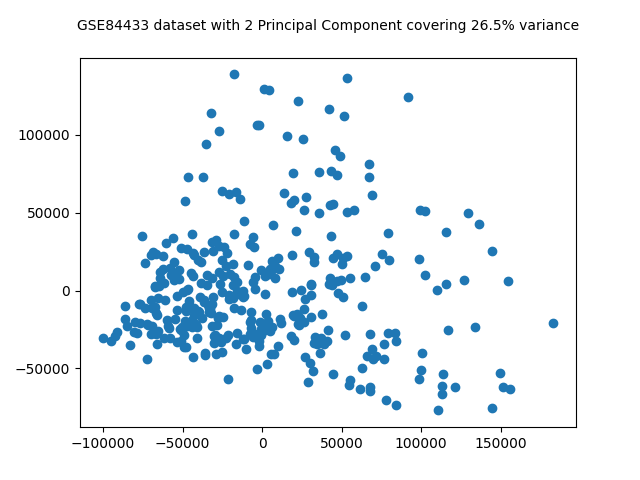 GSE84433 dataset with 2 Principal Component covering 26.5% variance
100000
50000
0
−50000
−100000 −50000 0 50000 100000 150000